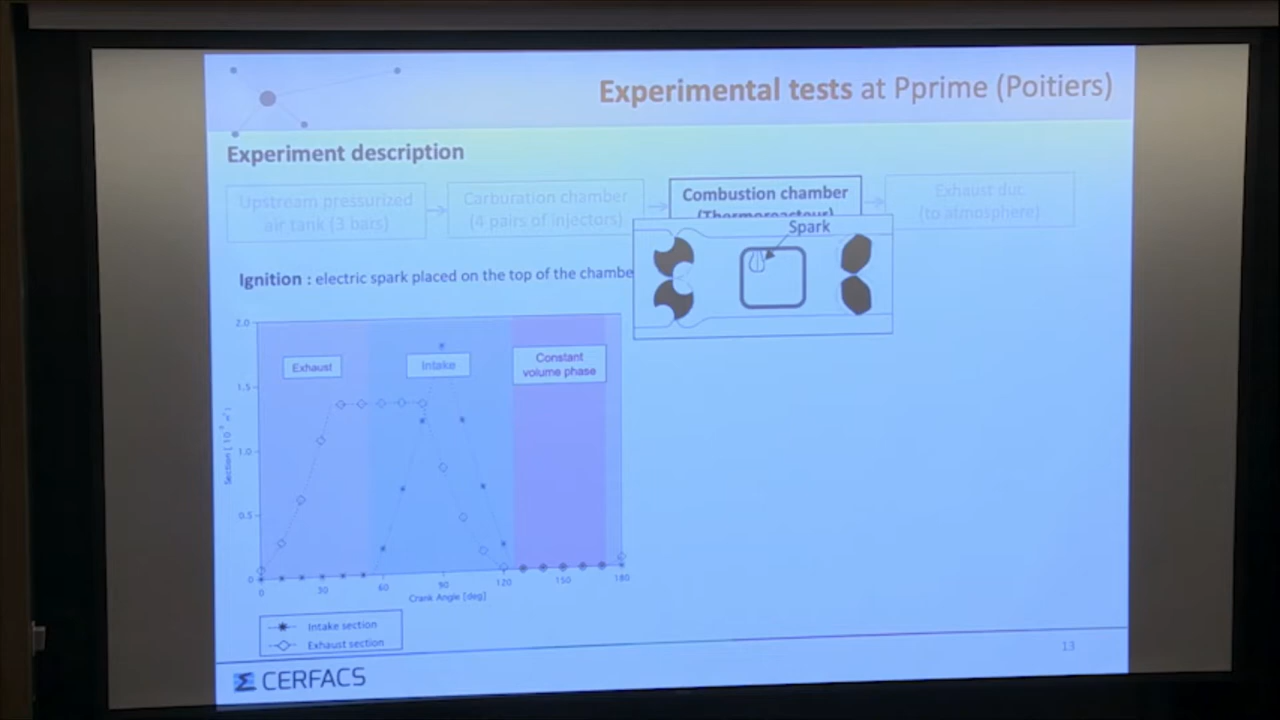 Experimental tests at Pprime (Poitiers)
Experiment description
Upstream pressurized
air tank (3 bars)
Carburation chamber
(4 pairs of injectors)
Combustion chamber
(Thermoreacteur)
Exhaust duc
(to atmosphere)
Spark
Ignition : electric spark placed on the top of the chambe
Exhaust
Intake
Constant
volume phase
2.0
1.5
1.0
0.5
0
Section [10
0 30 60 90 120 150 180
Crank Angle [deg]
Intake section
Exhaust section
13
CERFACS